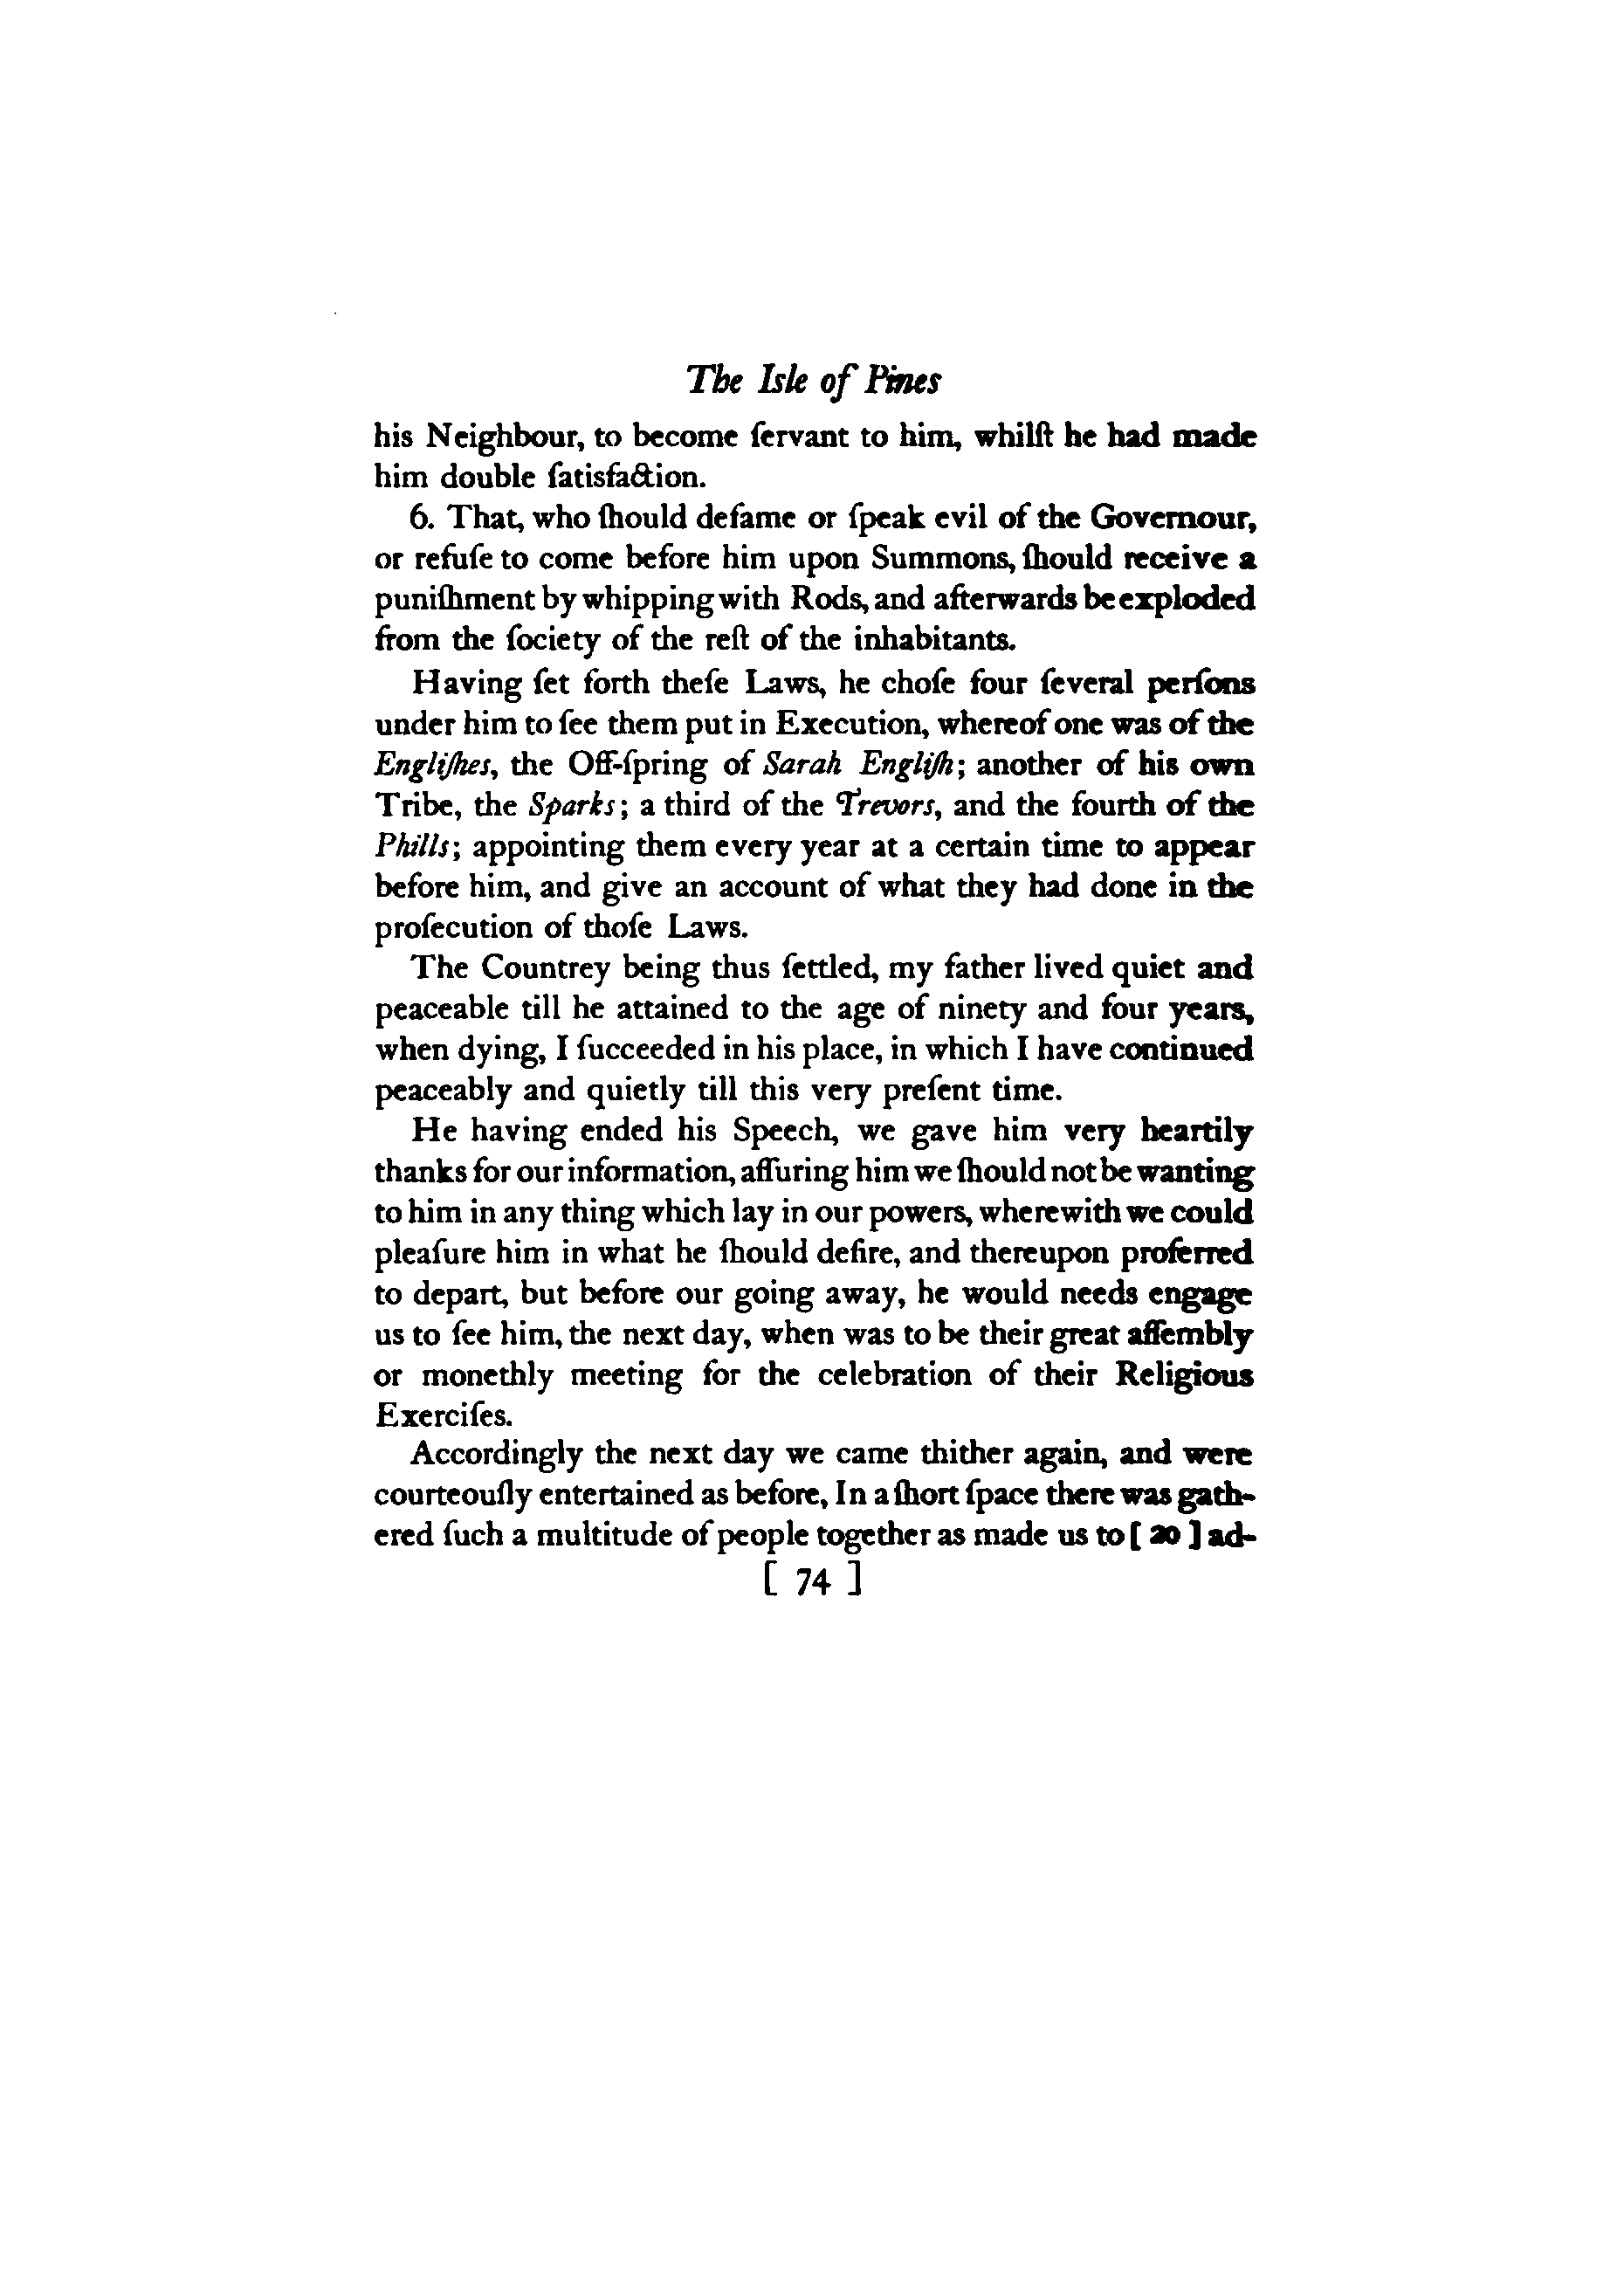 The Isle of Pines
his Neighbour, to become ſervant to him, whilſt he had made
him double ſatisfaction.
6. That, who ſhould defame or ſpeak evil of the Governour,
or refuſe to come before him upon Summons, ſhould receive a
puniſhment by whipping with Rods, and afterwards be exploded
from the ſociety of the reſt of the inhabitants.
Having ſet forth theſe Laws, he choſe four ſeveral perſons
under him to ſee them put in Execution, whereof one was of the
Engliſhes, the Off-ſpring of Sarah Engliſh; another of his own
Tribe, the Sparks; a third of the Trevors, and the fourth of the
Phills; appointing them every year at a certain time to appear
before him, and give an account of what they had done in the
proſecution of thoſe Laws.
The Countrey being thus ſettled, my father lived quiet and
peaceable till he attained to the age of ninety and four years,
when dying, I ſucceeded in his place, in which I have continued
peaceably and quietly till this very preſent time.
He having ended his Speech, we gave him very heartily
thanks for our information, aſſuring him we ſhould not be wanting
to him in any thing which lay in our powers, wherewith we could
pleaſure him in what he ſhould deſire, and thereupon proferred
to depart, but before our going away, he would needs engage
us to ſee him, the next day, when was to be their great aſſembly
or monethly meeting for the celebration of their Religious
Exerciſes.
Accordingly the next day we came thither again, and were
courteouſly entertained as before, In a ſhort ſpace there was gath-
ered ſuch a multitude of people together as made us to [ 20 ] ad-
[ 74 ]